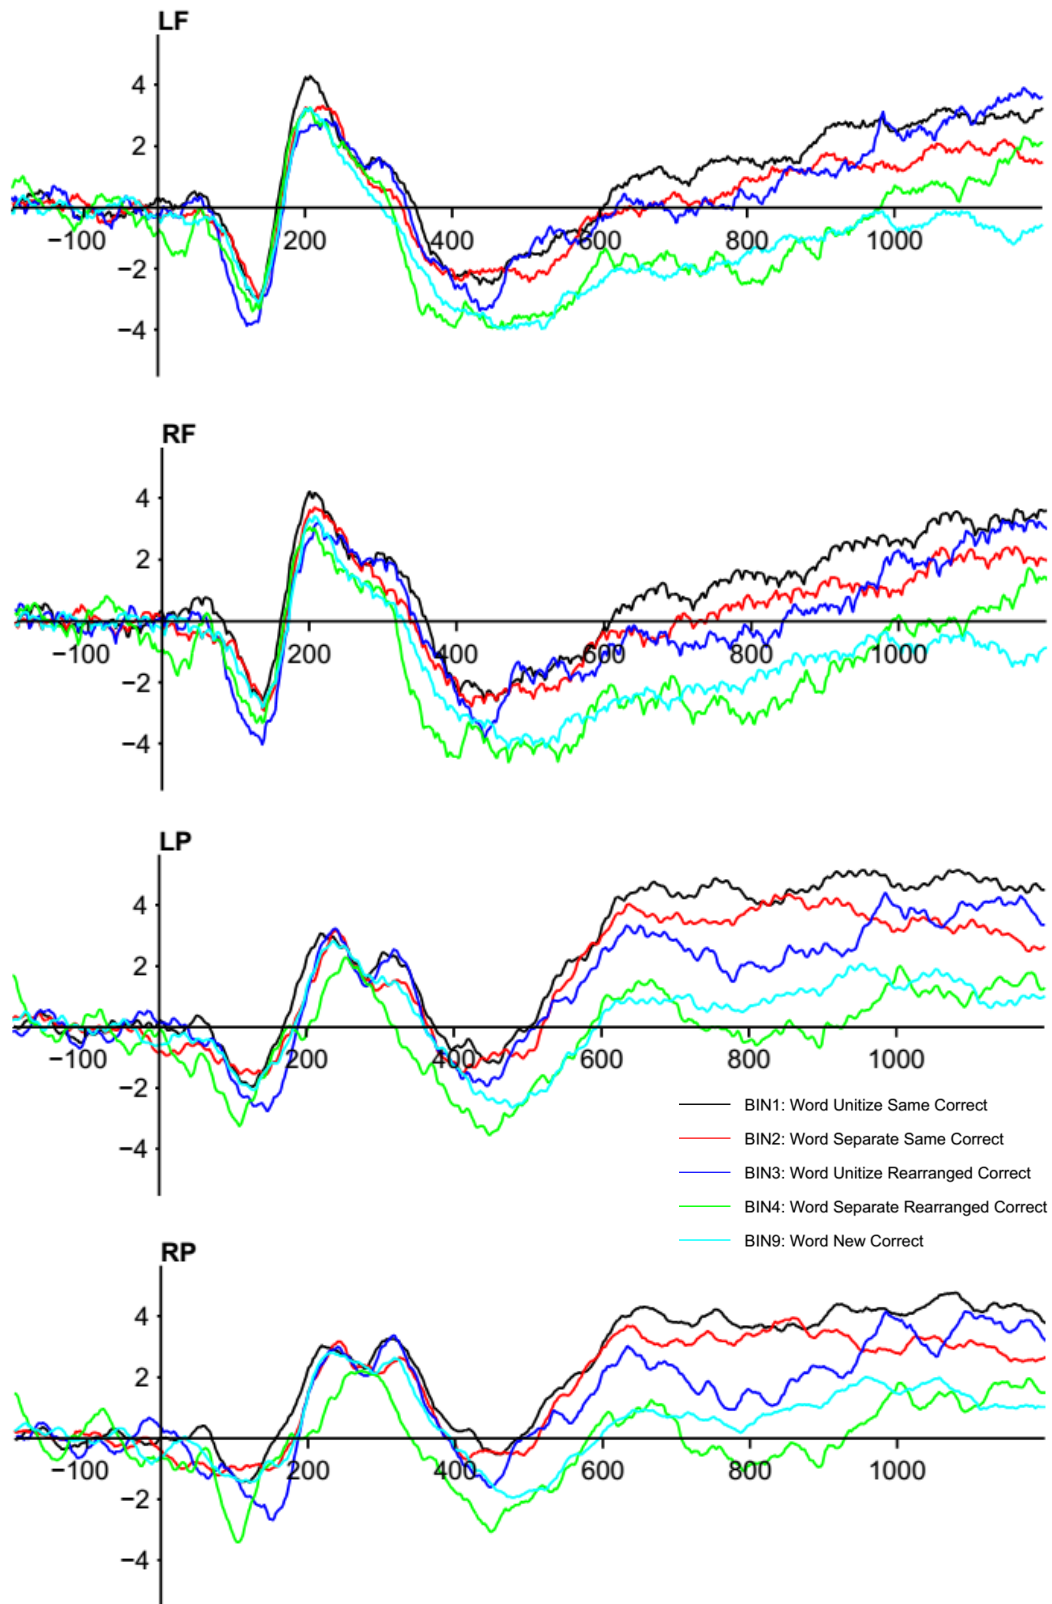 LF
4
2
−100 200 400 600 800 1000
−2
−4
RF
4
2
−100 200 400 600 800 1000
−2
−4
LP
4
2
−100 200 400 600 800 1000
−2
−4
BIN1: Word Unitize Same Correct
BIN2: Word Separate Same Correct
BIN3: Word Unitize Rearranged Correct
BIN4: Word Separate Rearranged Correct
BIN9: Word New Correct
RP
4
2
−100 200 400 600 800 1000
−2
−4